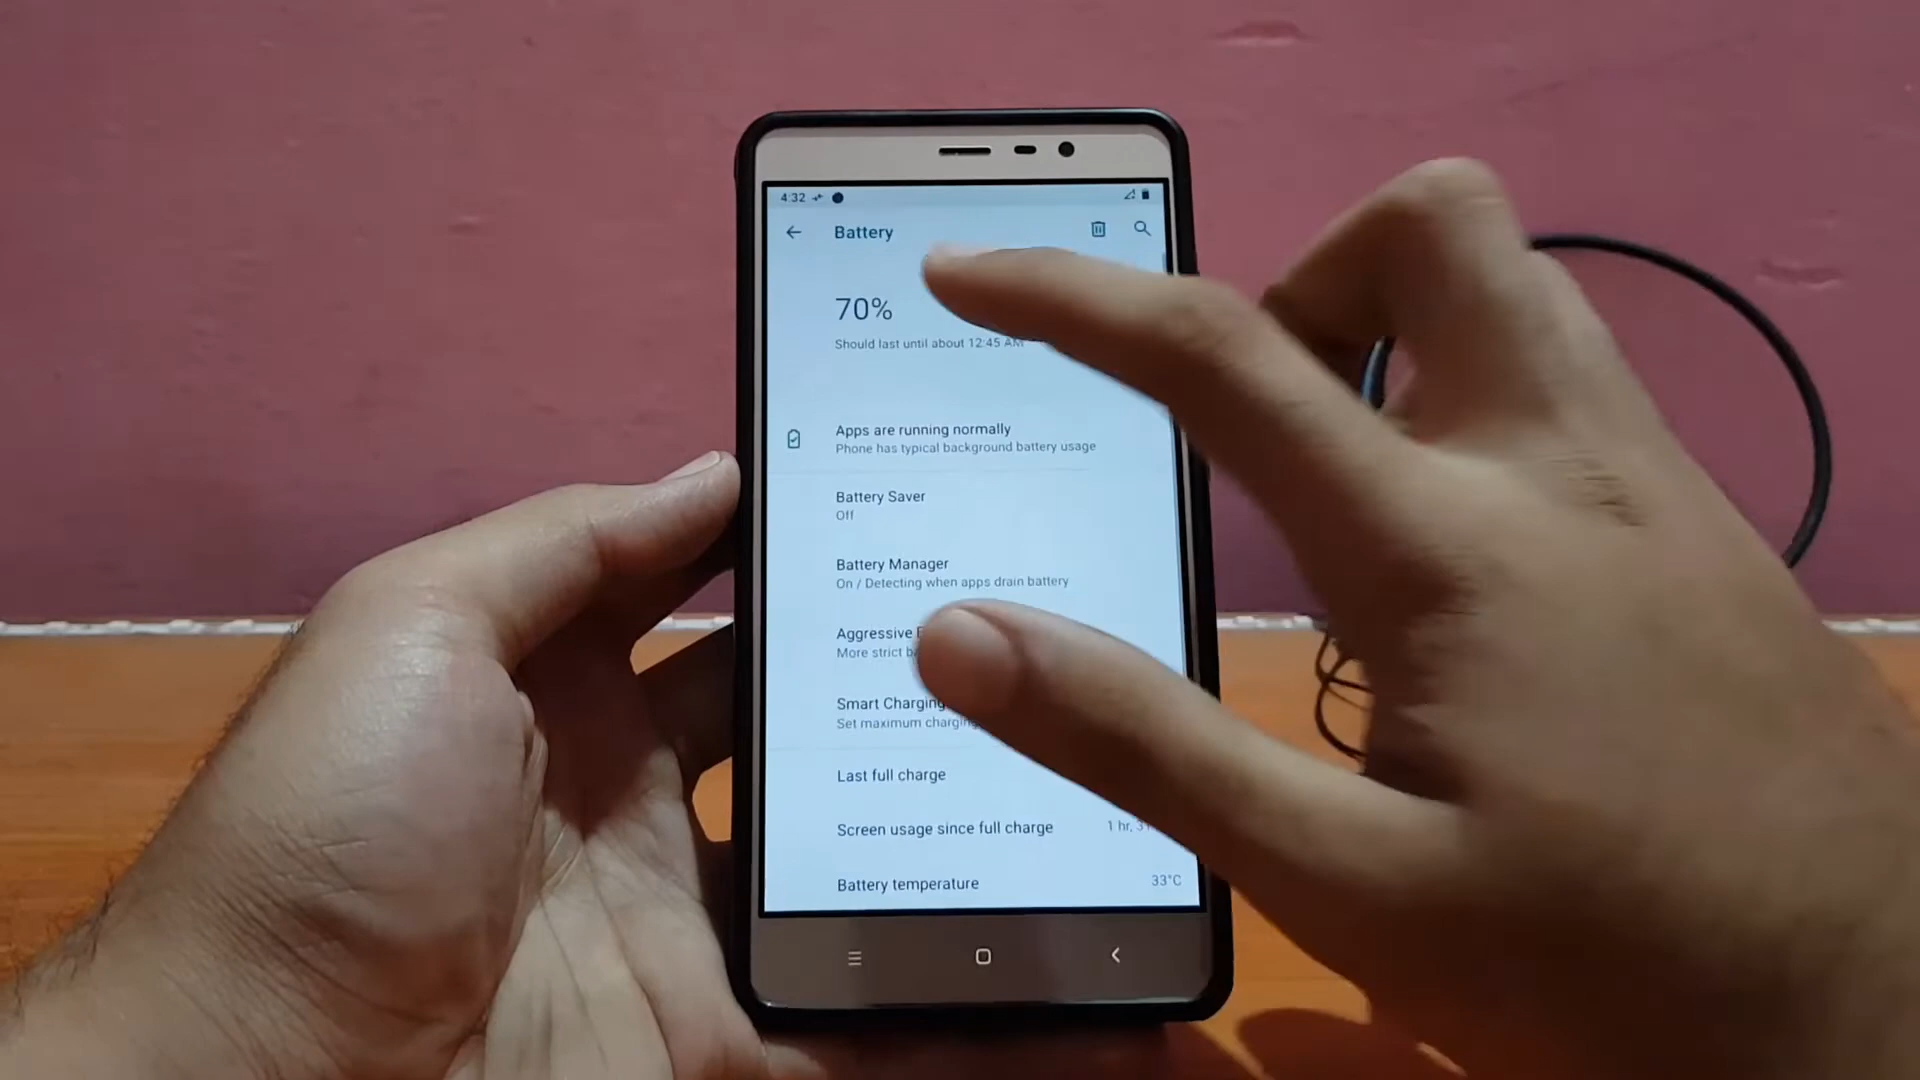 4:32
Battery
70%
Should last until about 12:45 AM
Apps are running normally
Phone has typical background battery usage
Battery Saver
Off
Battery Manager
On / Detecting when apps drain battery
Aggressive
More strict
Smart Charging
Set maximum charging
Last full charge
Screen usage since full charge
1 hr,
Battery temperature
33°C